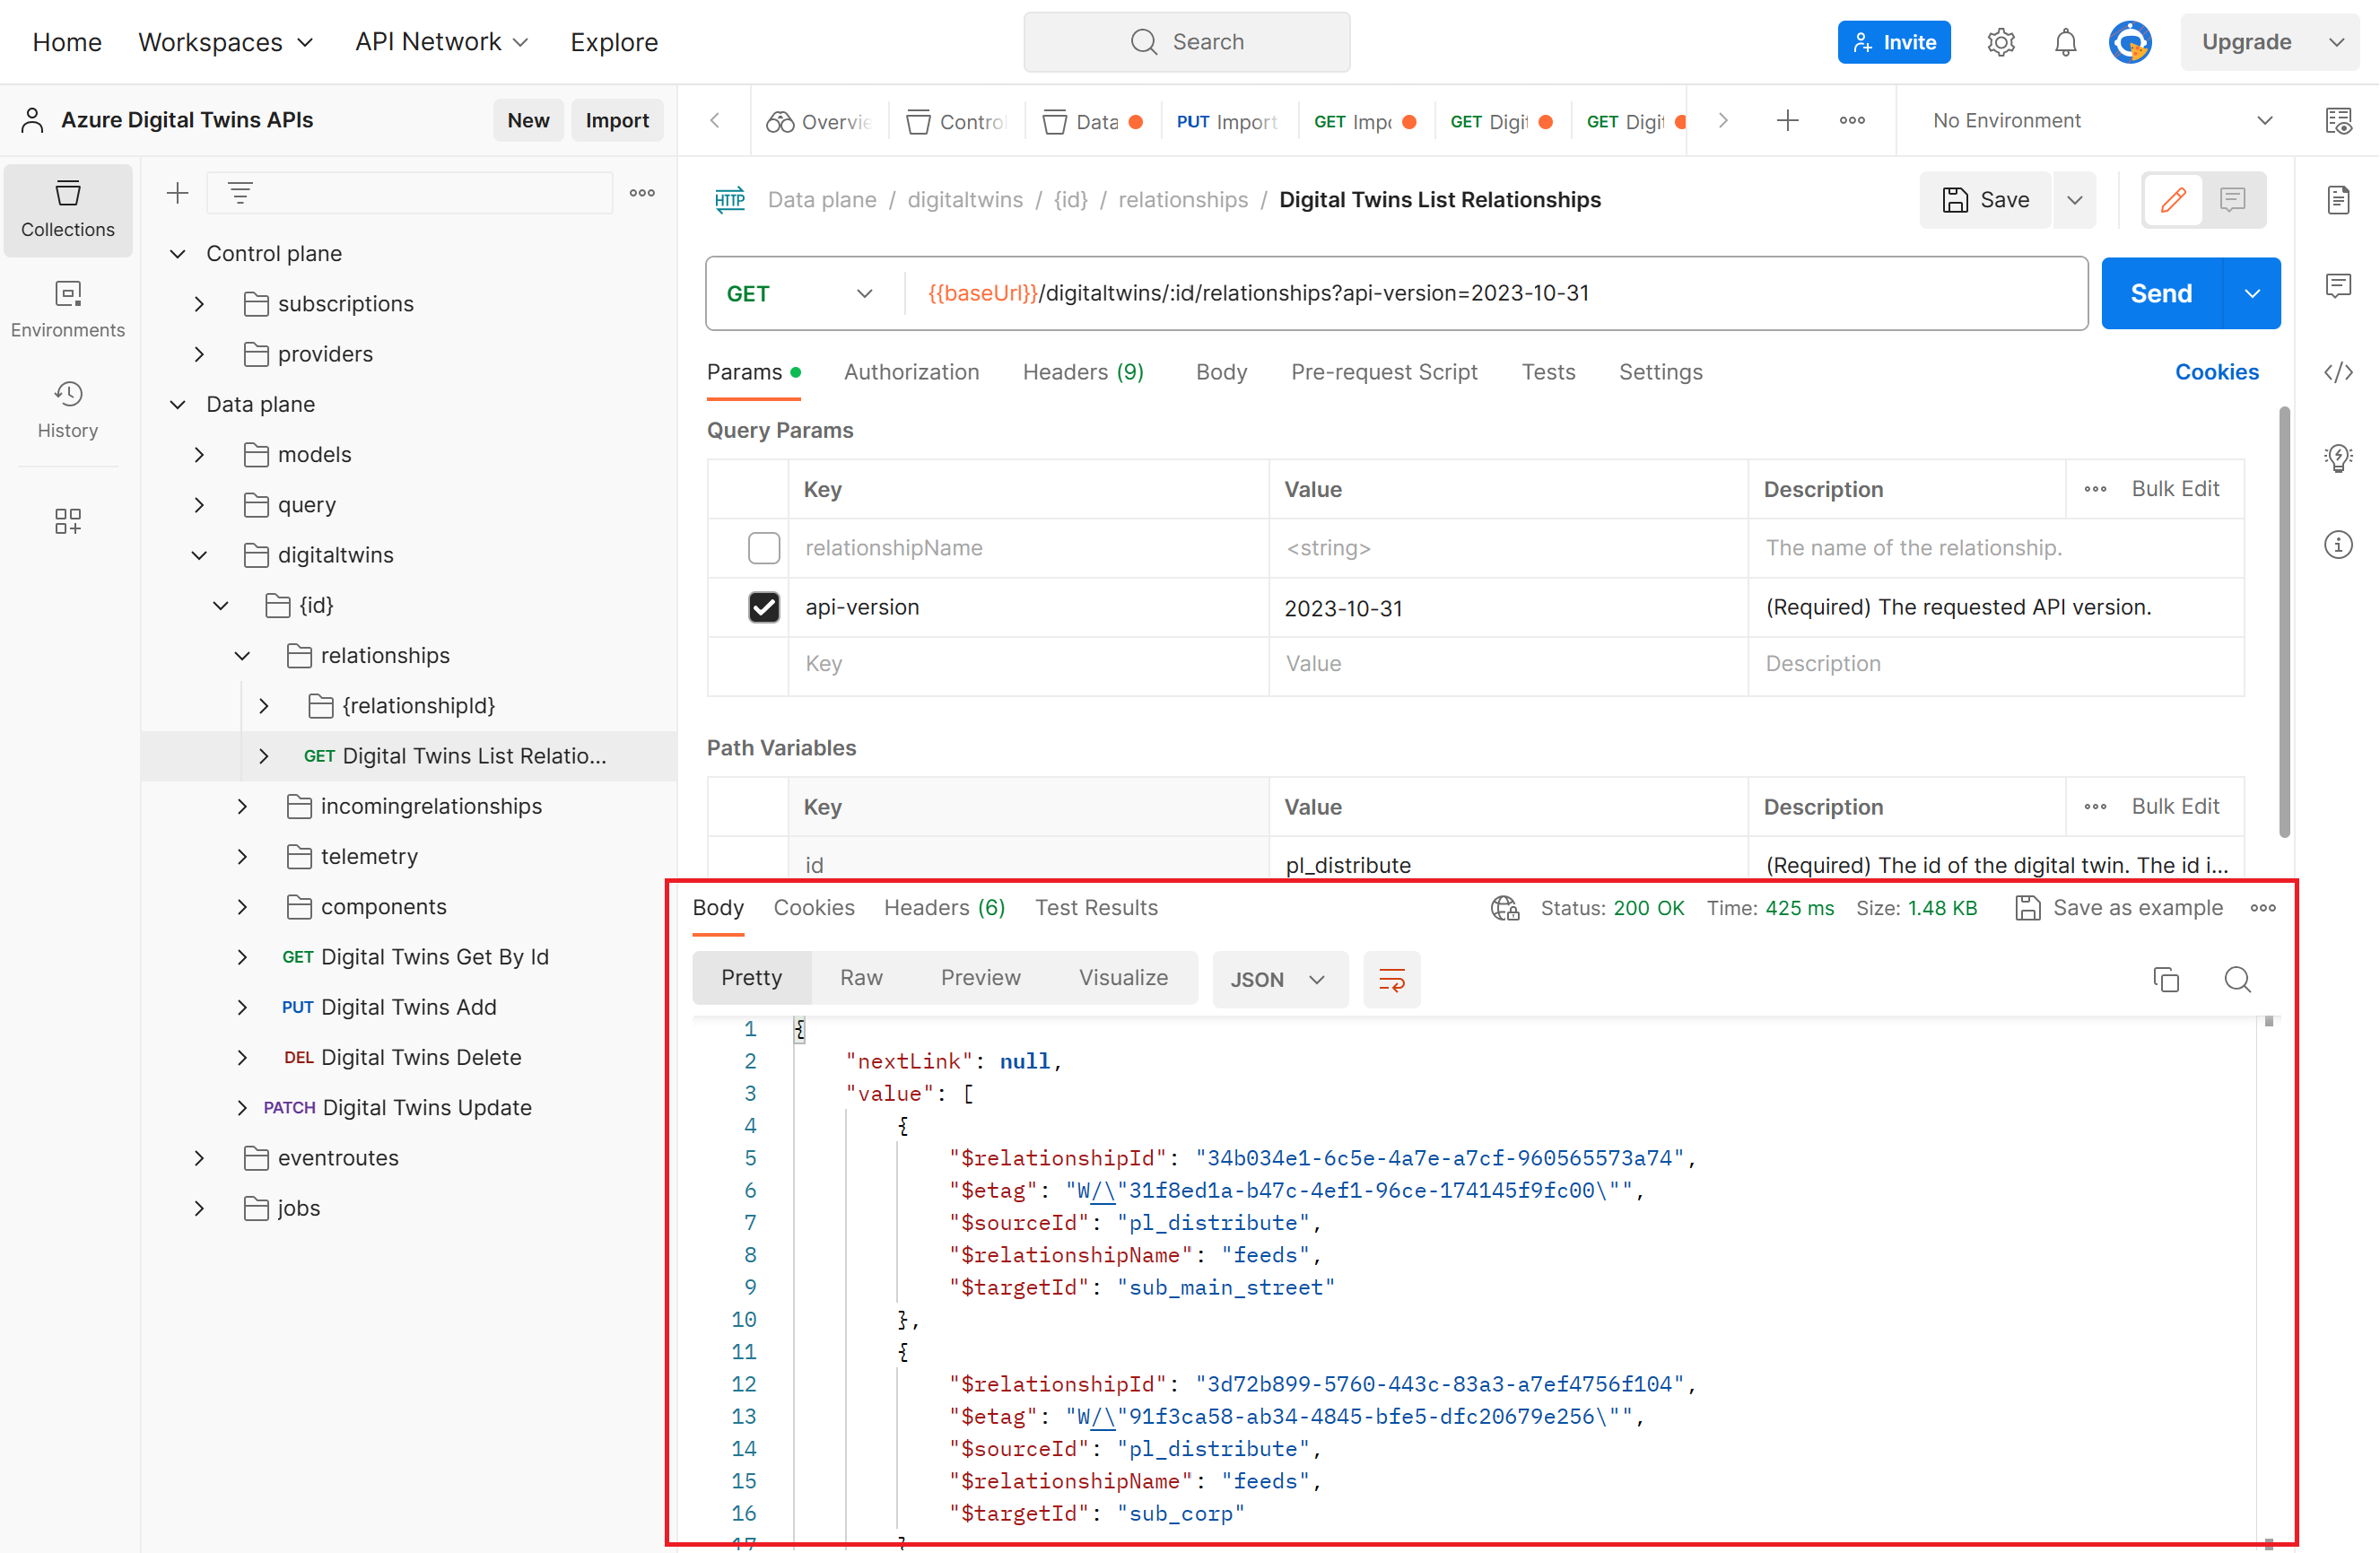 Home Workspaces API Network Explore Search Invite Upgrade
Azure Digital Twins APIs New Import Overvie Contro Data PUT Import GET Impo GET Digit GET Digit No Environment
Collections
Environments
History
Control plane
subscriptions
providers
Data plane
models
query
digitaltwins
{id}
relationships
{relationshipId}
GET Digital Twins List Relatio...
incomingrelationships
telemetry
components
GET Digital Twins Get By Id
PUT Digital Twins Add
DEL Digital Twins Delete
PATCH Digital Twins Update
eventroutes
jobs
HTTP Data plane / digitaltwins / {id} / relationships / Digital Twins List Relationships Save
GET {{baseUrl}}/digitaltwins/:id/relationships?api-version=2023-10-31 Send
Params Authorization Headers (9) Body Pre-request Script Tests Settings Cookies
Query Params
Key Value Description Bulk Edit
relationshipName <string> The name of the relationship.
api-version 2023-10-31 (Required) The requested API version.
Key Value Description
Path Variables
Key Value Description Bulk Edit
id pl_distribute (Required) The id of the digital twin. The id i...
Body Cookies Headers (6) Test Results Status: 200 OK Time: 425 ms Size: 1.48 KB Save as example
Pretty Raw Preview Visualize JSON
1 {
2 "nextLink": null,
3 "value": [
4 {
5 "$relationshipId": "34b034e1-6c5e-4a7e-a7cf-960565573a74",
6 "$etag": "W/\"31f8ed1a-b47c-4ef1-96ce-174145f9fc00\"",
7 "$sourceId": "pl_distribute",
8 "$relationshipName": "feeds",
9 "$targetId": "sub_main_street"
10 },
11 {
12 "$relationshipId": "3d72b899-5760-443c-83a3-a7ef4756f104",
13 "$etag": "W/\"91f3ca58-ab34-4845-bfe5-dfc20679e256\"",
14 "$sourceId": "pl_distribute",
15 "$relationshipName": "feeds",
16 "$targetId": "sub_corp"
17